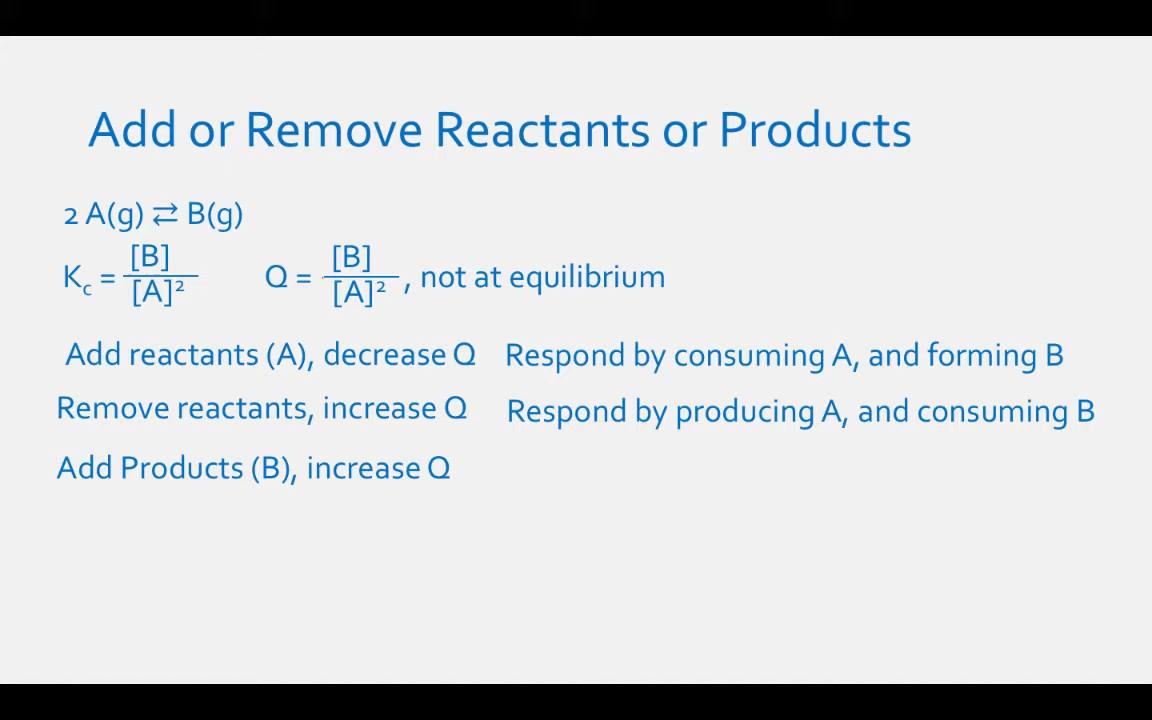 Add or Remove Reactants or Products
2 A(g) ⇄ B(g)
K_c = [B] / [A]² Q = [B] / [A]² , not at equilibrium
Add reactants (A), decrease Q Respond by consuming A, and forming B
Remove reactants, increase Q Respond by producing A, and consuming B
Add Products (B), increase Q